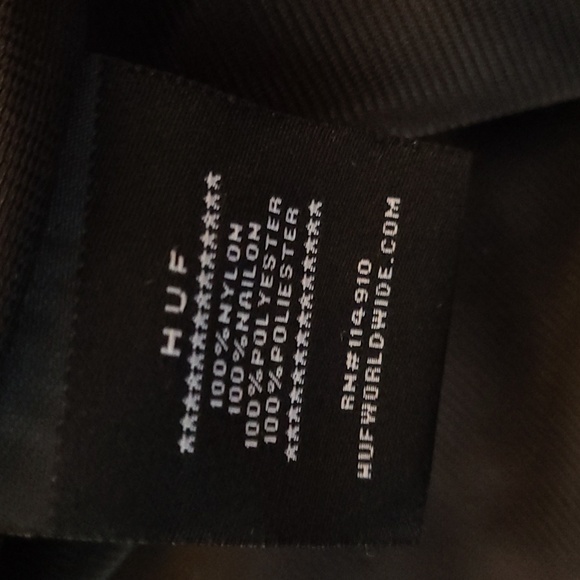 HUF
★★★★★★★★★★★★★★★
100%NYLON
100%NAILON
100%POLYESTER
100%POLIESTER
★★★★★★★★★★★★★★★
RN#114910
HUFWORLDWIDE.COM